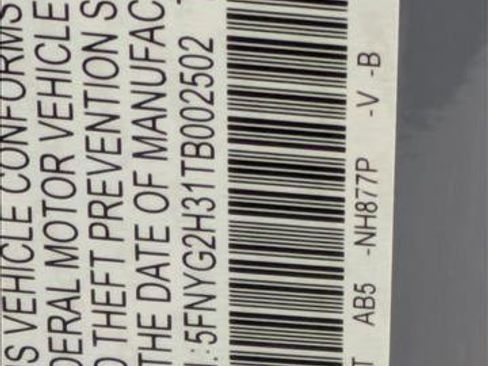 S VEHICLE CONFORMS
DERAL MOTOR VEHICLE
THEFT PREVENTION S
THE DATE OF MANUFAC
.: 5FNYG2H31TB002502
AB5 -NH877P -V -B